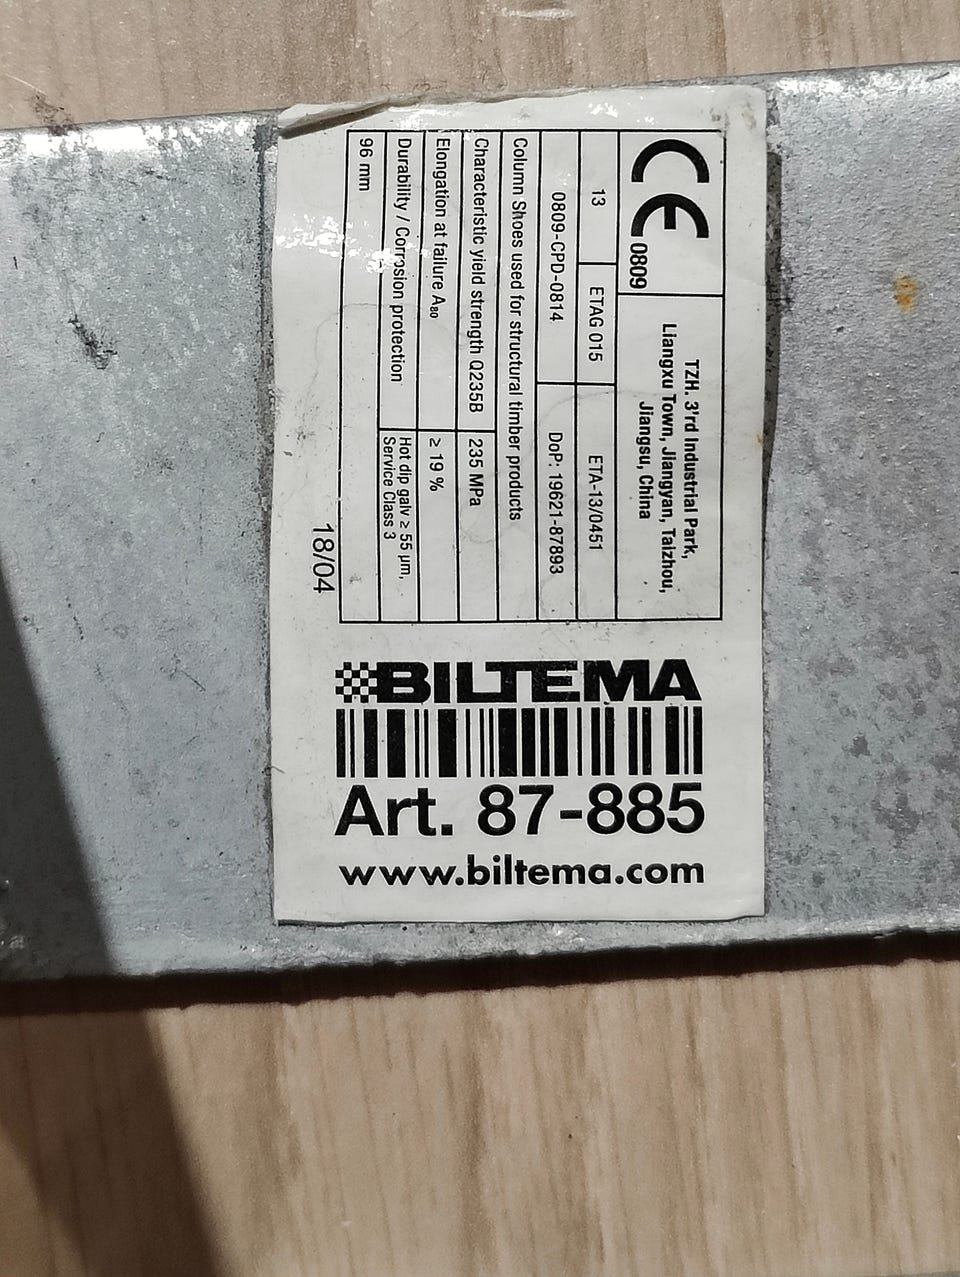 CE
0809
TZH. 3'rd Industrial Park,
Liangxu Town, Jiangyan, Taizhou,
Jiangsu, China
13
ETAG 015
ETA-13/0451
0809-CPD-0814
DoP: 19621-87893
Column Shoes used for structural timber products
Characteristic yield strength Q235B
235 MPa
Elongation at failure A₈₀
≥ 19 %
Durability / Corrosion protection
Hot dip galv ≥ 55 µm,
Service Class 3
96 mm
18/04
BILTEMA
Art. 87-885
www.biltema.com